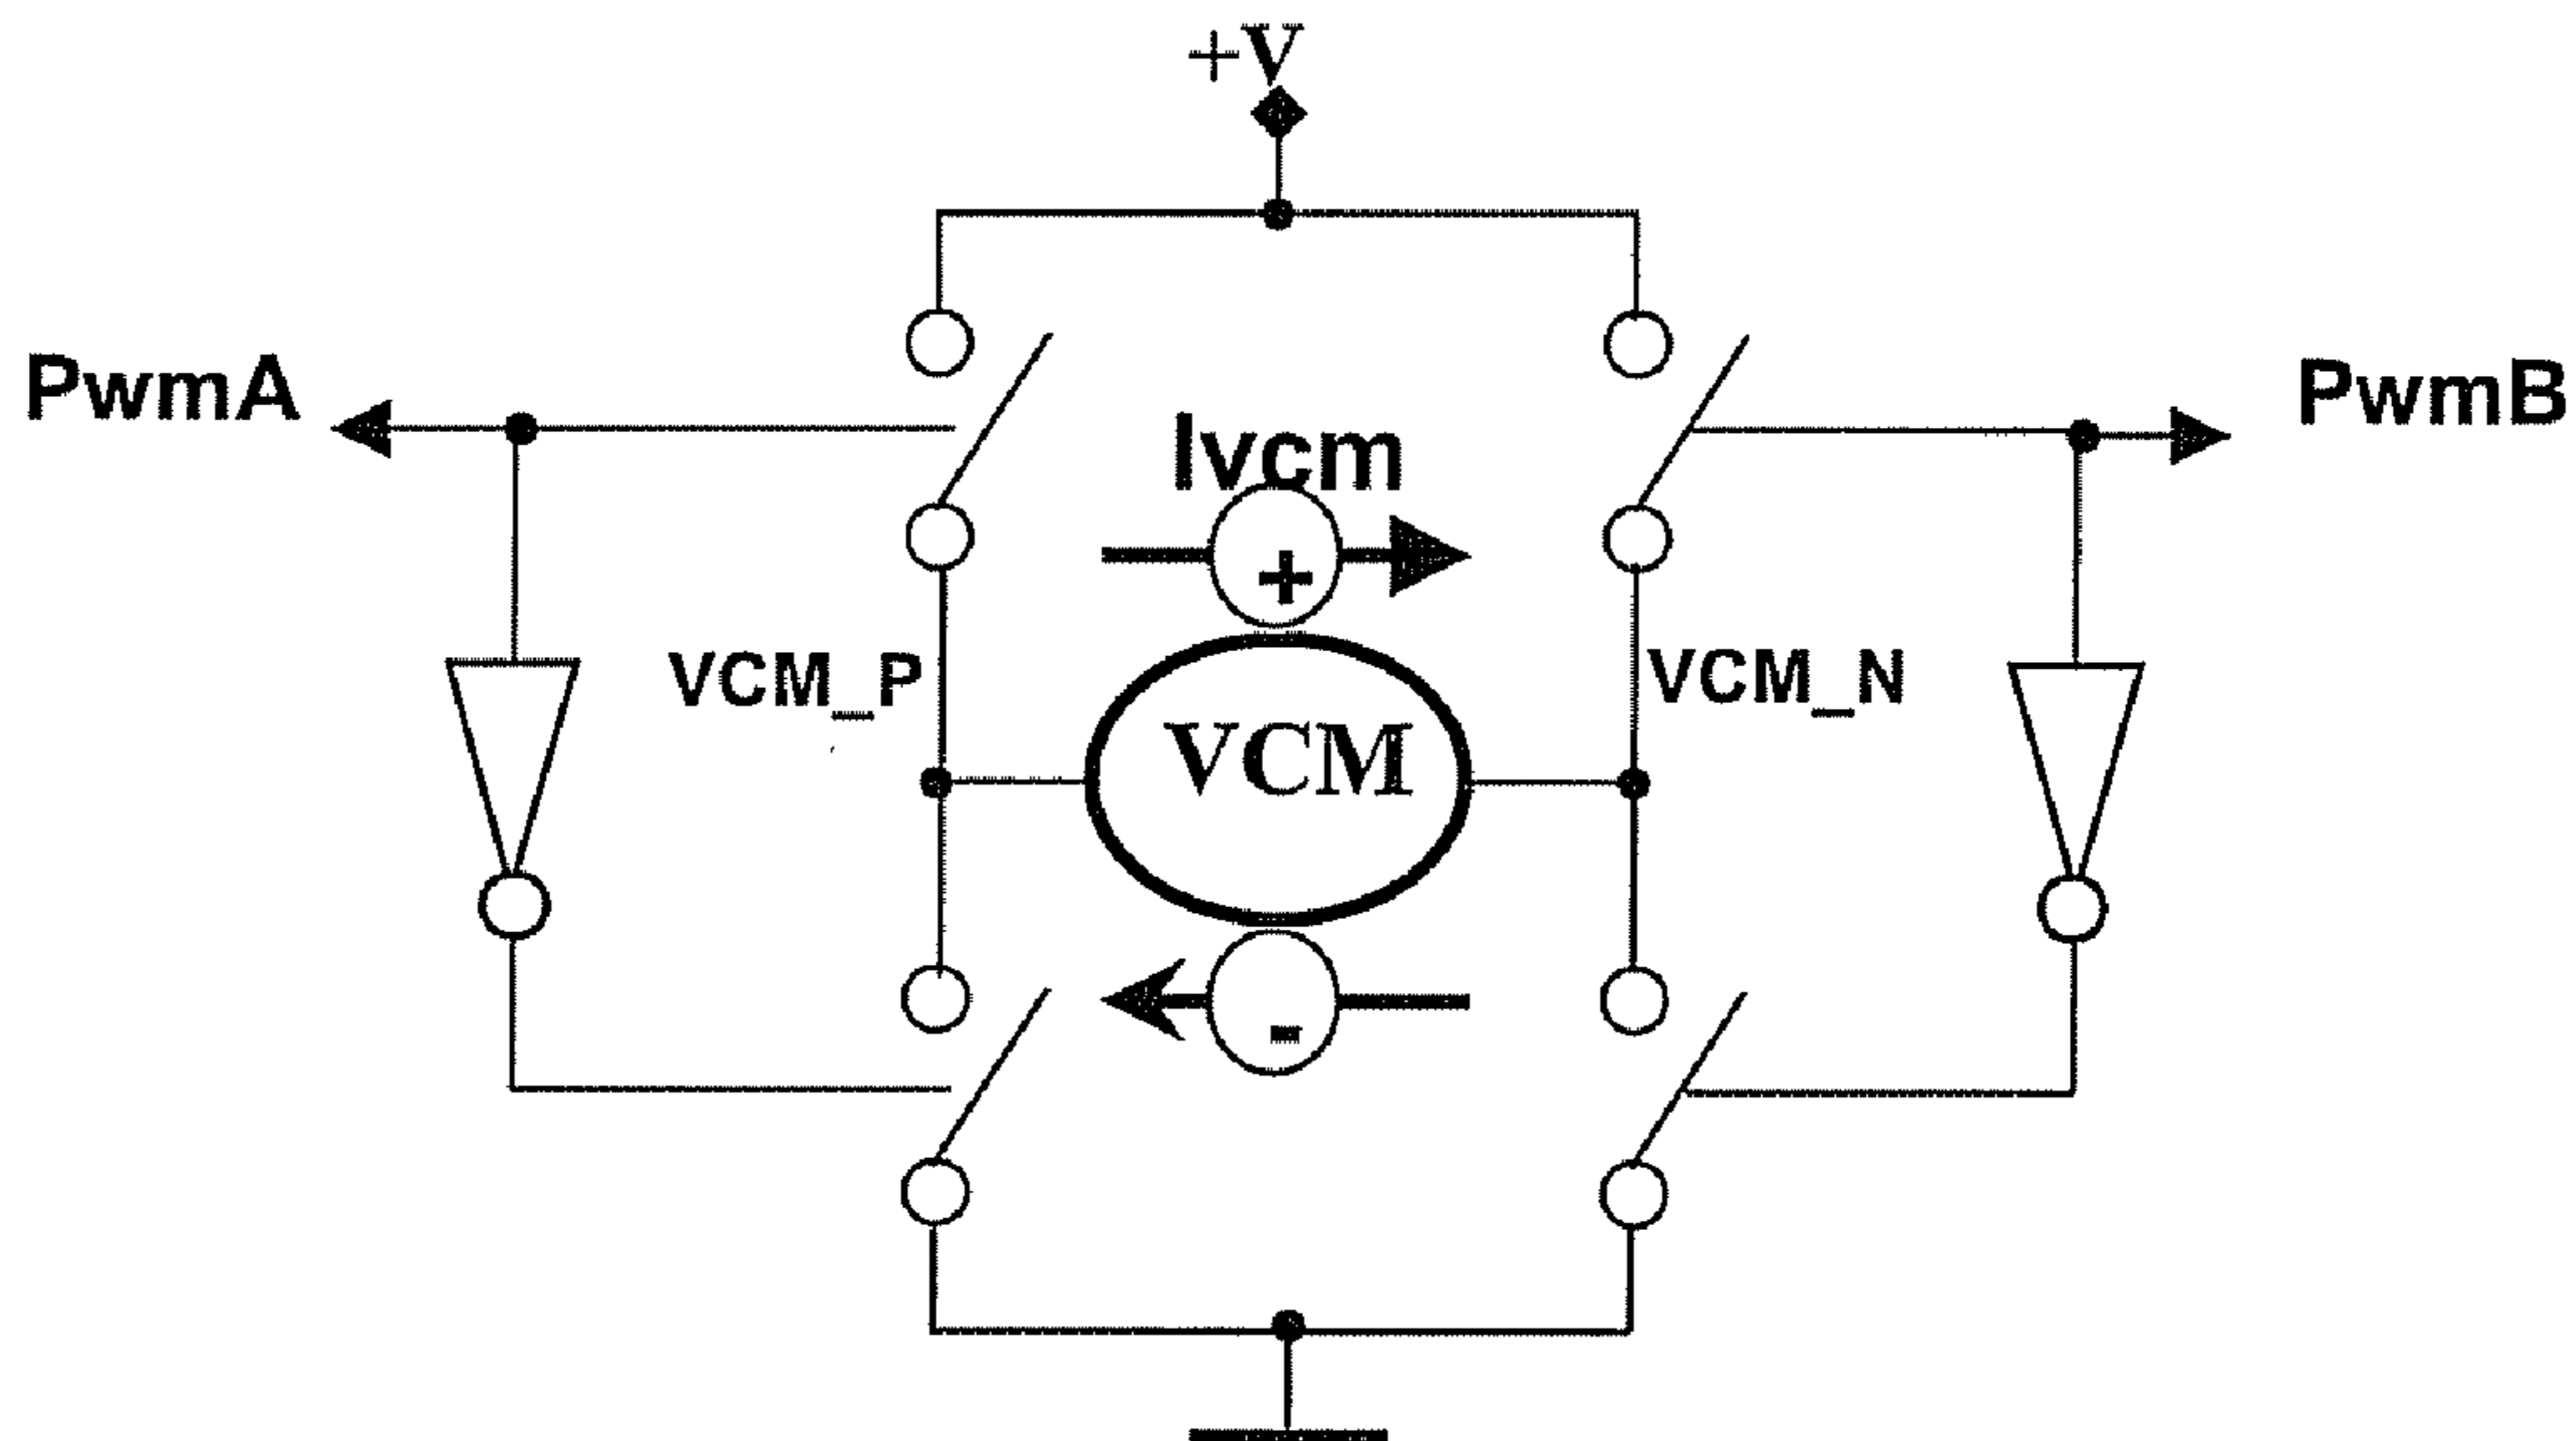 +V
PwmA
PwmB
Ivcm
+
VCM_P
VCM_N
VCM
-